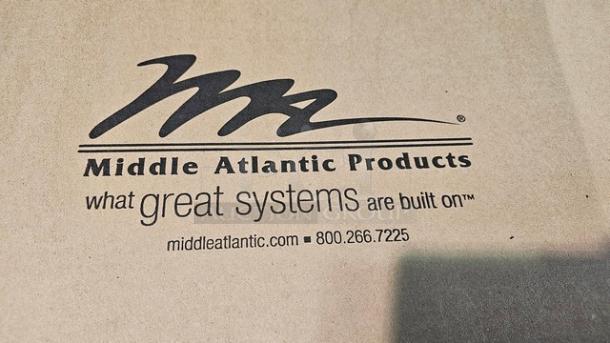 ®
Middle Atlantic Products
what great systems are built on™
middleatlantic.com ▪ 800.266.7225